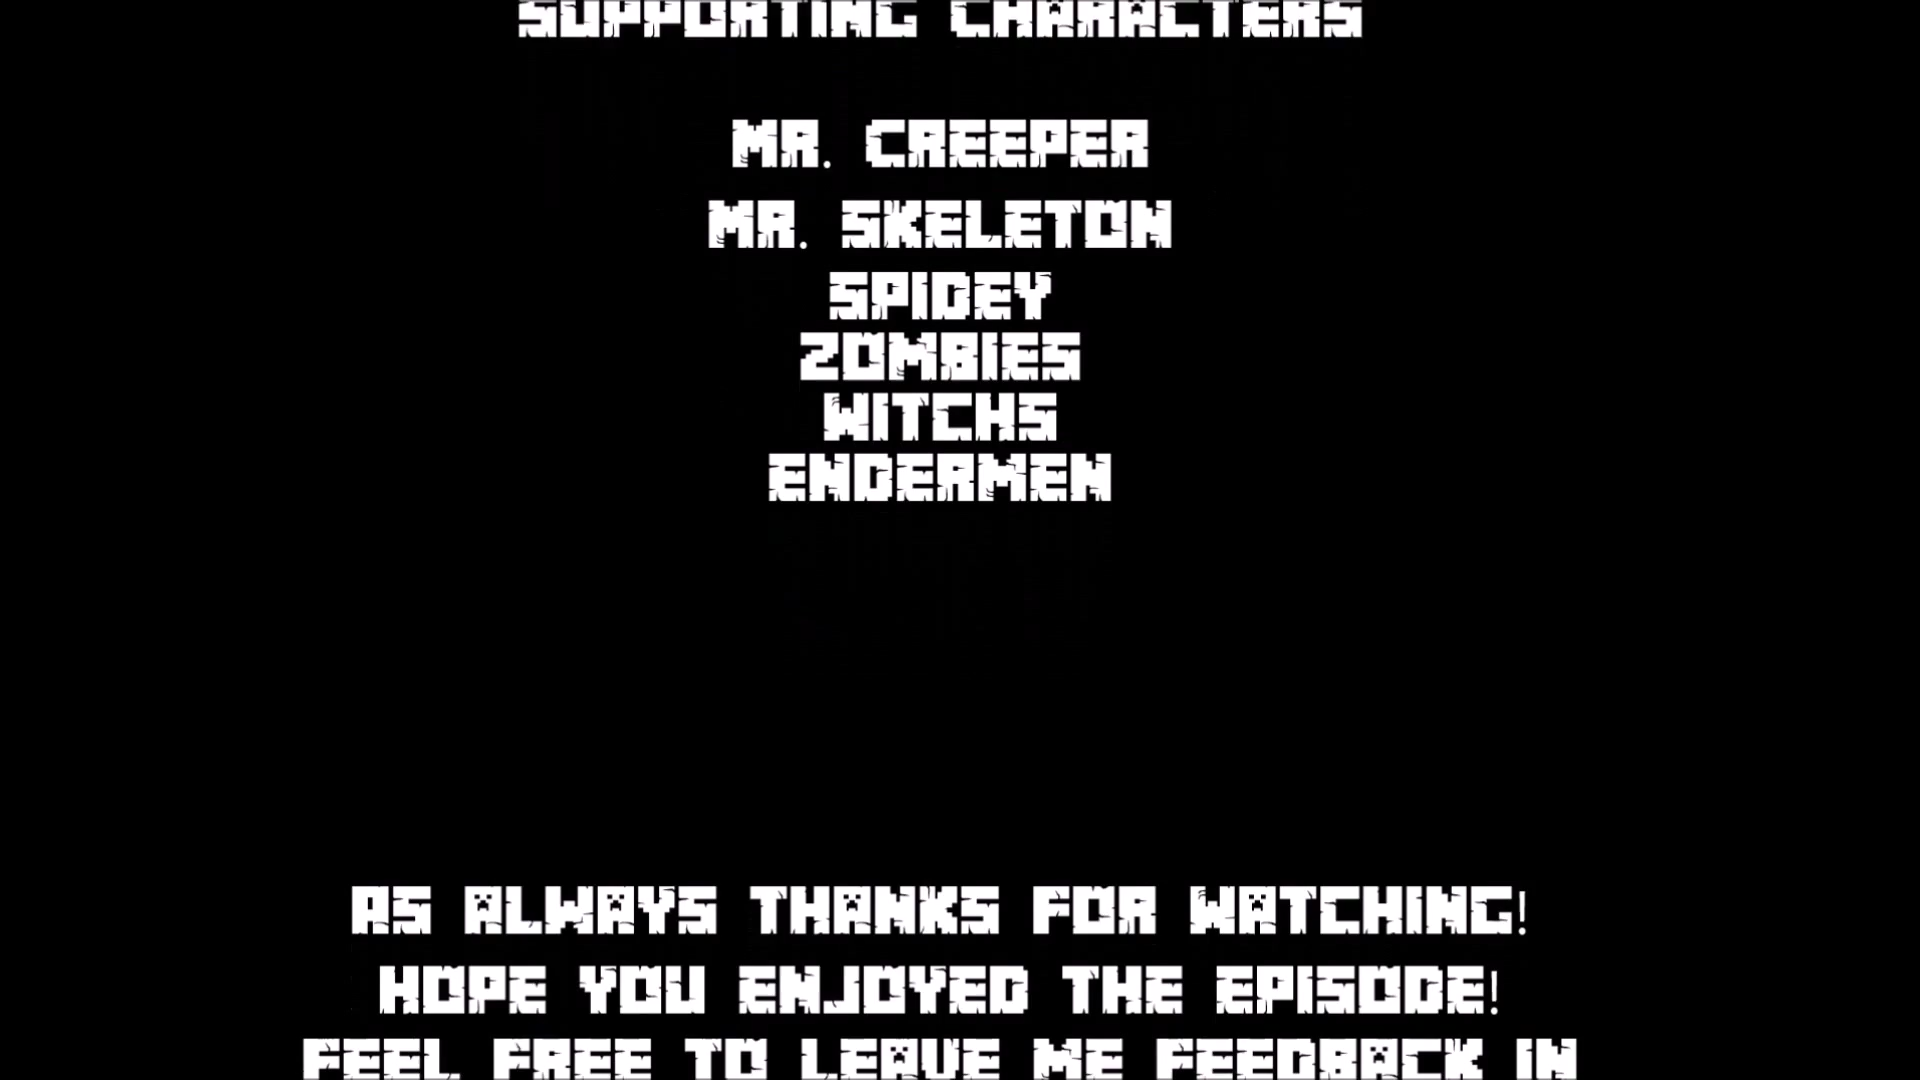 SUPPORTING CHARACTERS
MR. CREEPER
MR. SKELETON
SPIDEY
ZOMBIES
WITCHS
ENDERMEN
AS ALWAYS THANKS FOR WATCHING!
HOPE YOU ENJOYED THE EPISODE!
FEEL FREE TO LEAVE ME FEEDBACK IN